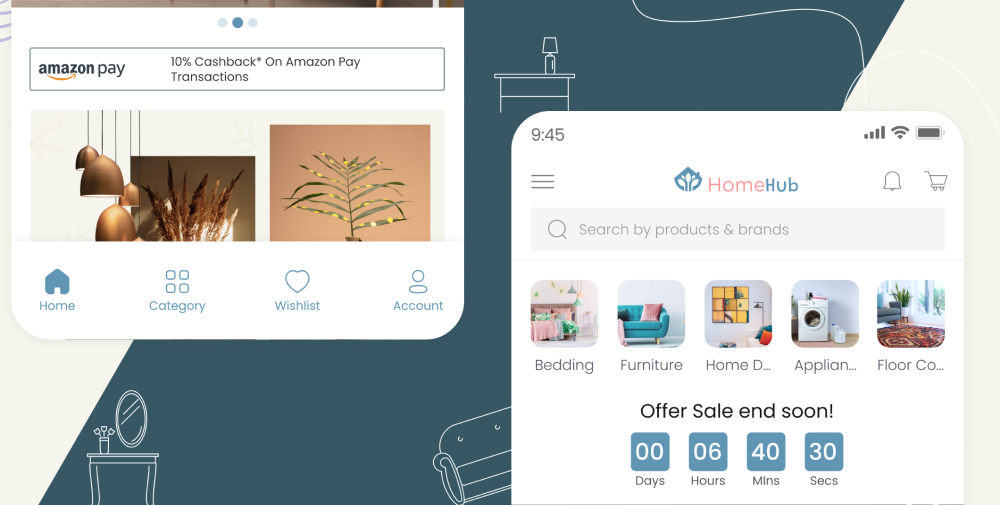 amazon pay
10% Cashback* On Amazon Pay
Transactions
Home Category Wishlist Account
9:45
HomeHub
Search by products & brands
Bedding Furniture Home D... Applian... Floor Co...
Offer Sale end soon!
00 06 40 30
Days Hours MIns Secs